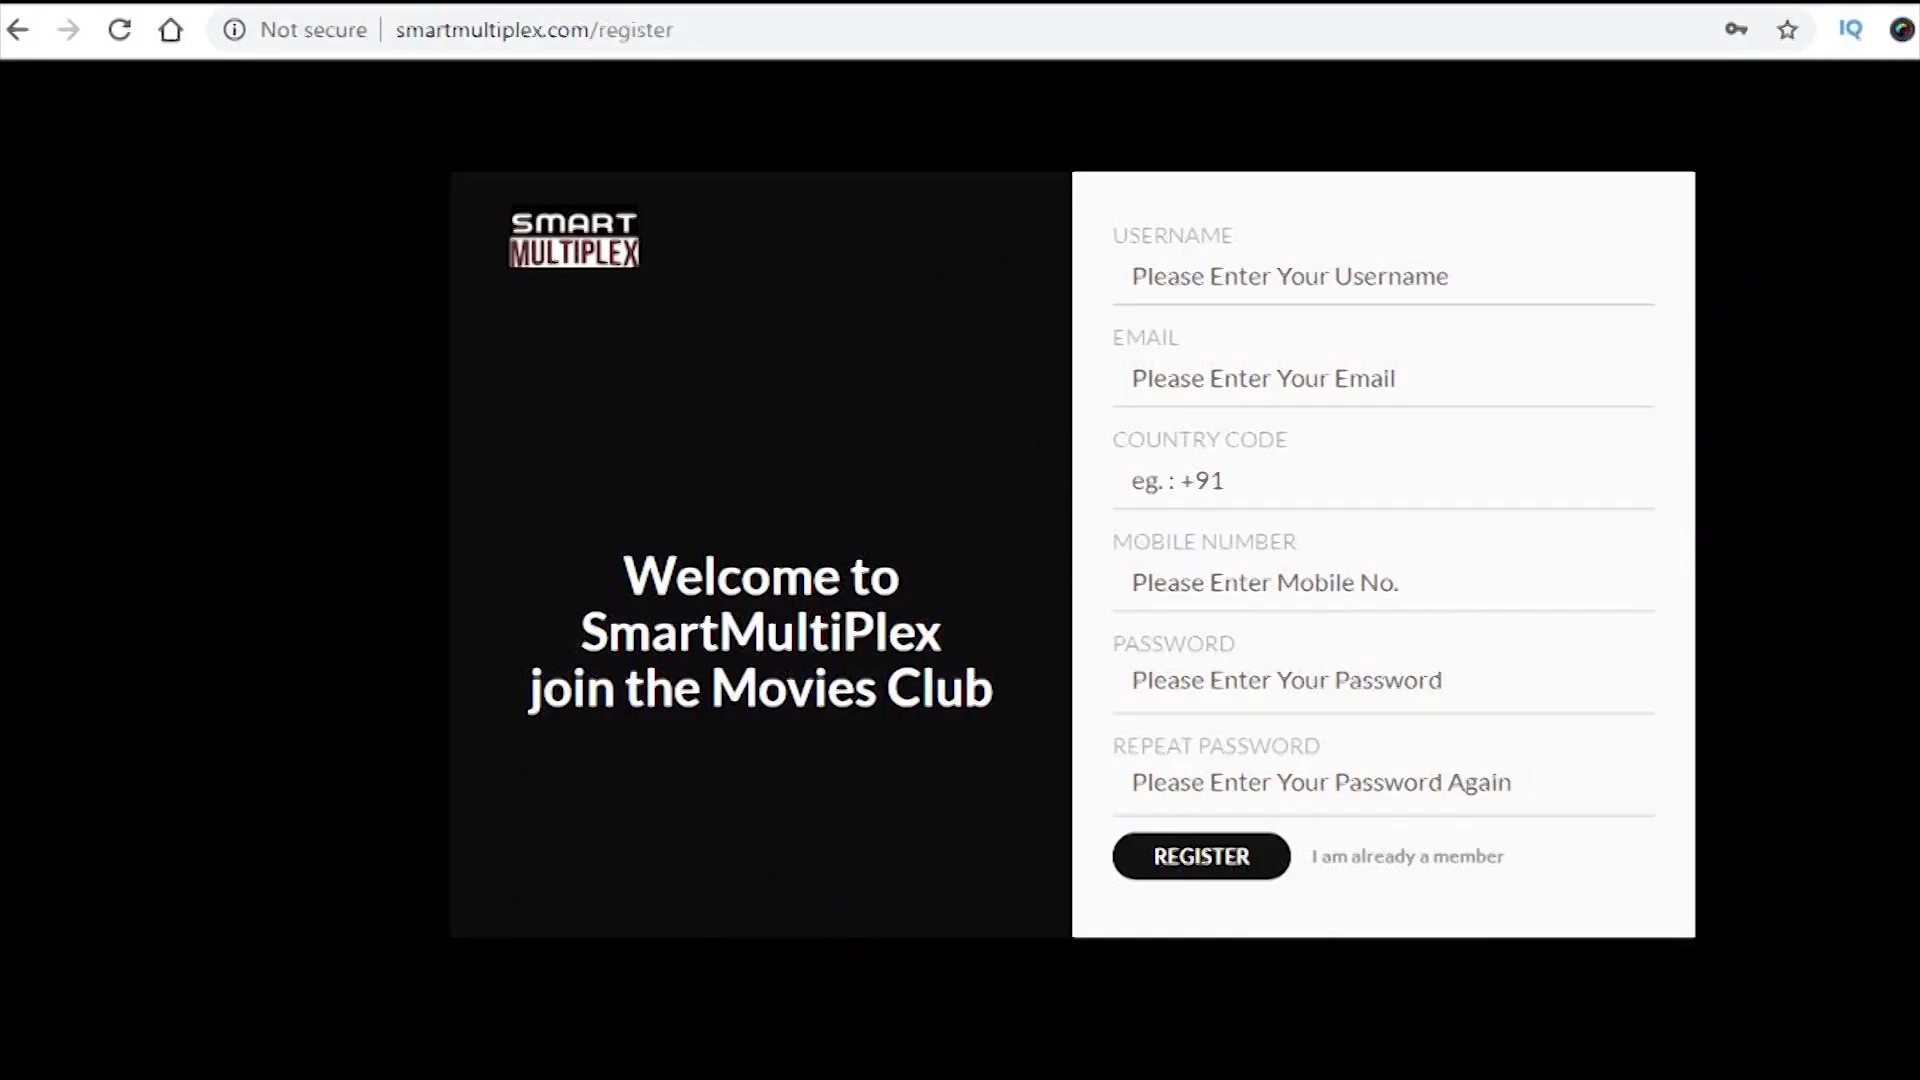 Not secure | smartmultiplex.com/register
IQ
SMART
MULTIPLEX
Welcome to
SmartMultiPlex
join the Movies Club
USERNAME
Please Enter Your Username
EMAIL
Please Enter Your Email
COUNTRY CODE
eg. : +91
MOBILE NUMBER
Please Enter Mobile No.
PASSWORD
Please Enter Your Password
REPEAT PASSWORD
Please Enter Your Password Again
REGISTER I am already a member